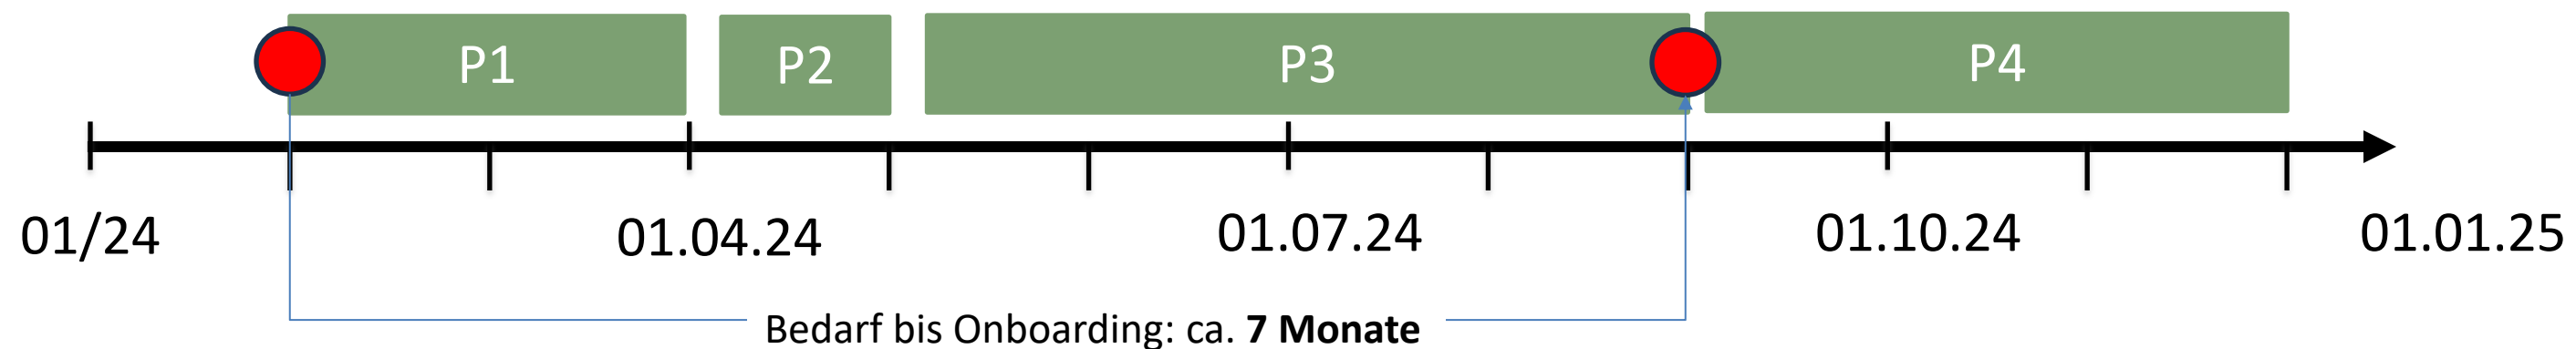 P1
P2
P3
P4
01/24
01.04.24
01.07.24
01.10.24
01.01.25
Bedarf bis Onboarding: ca. 7 Monate